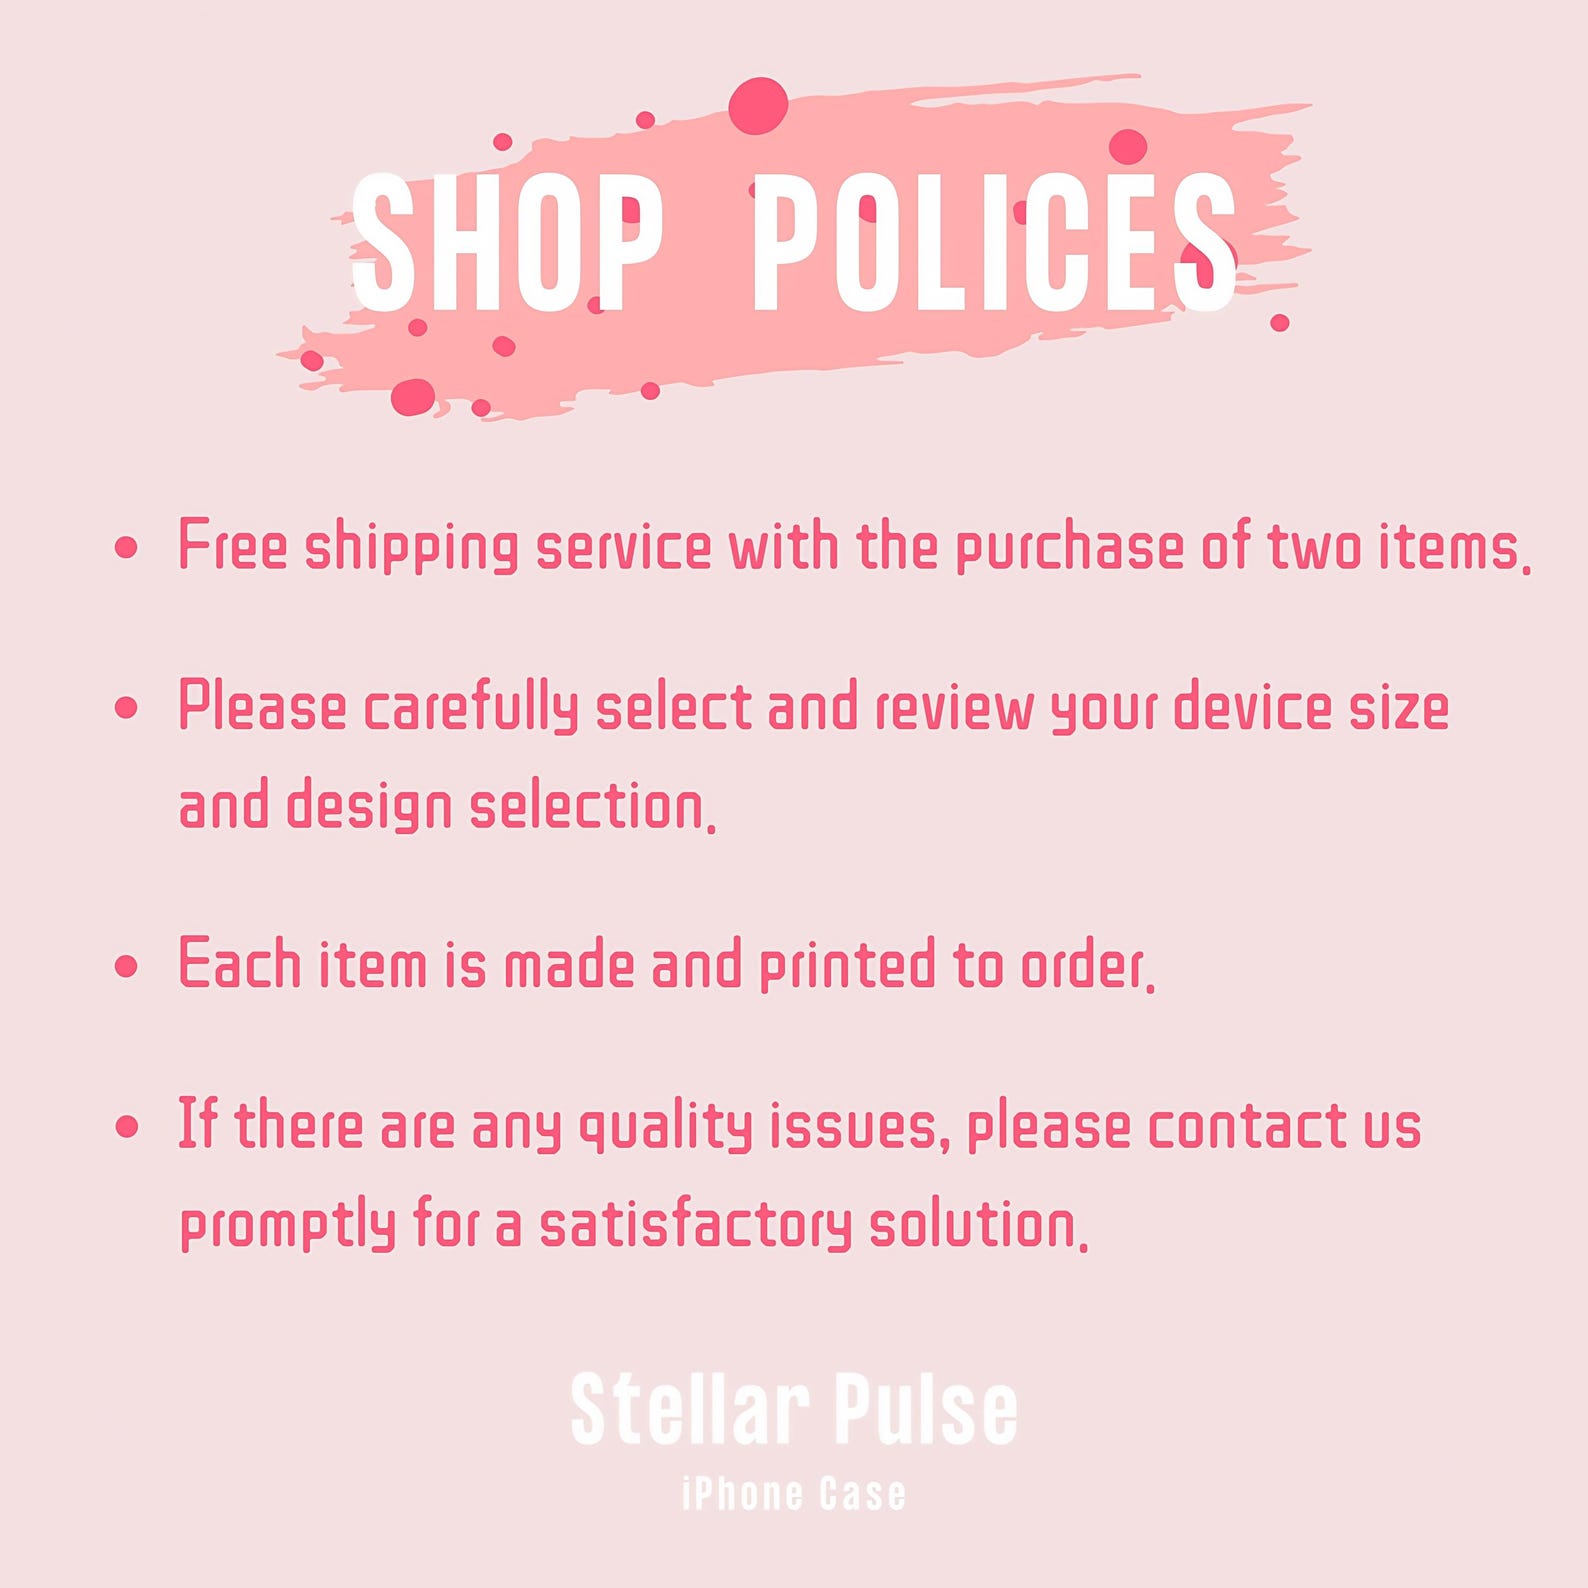 SHOP POLICES
• Free shipping service with the purchase of two items.
• Please carefully select and review your device size
and design selection.
• Each item is made and printed to order.
• If there are any quality issues, please contact us
promptly for a satisfactory solution.
Stellar Pulse
iPhone Case